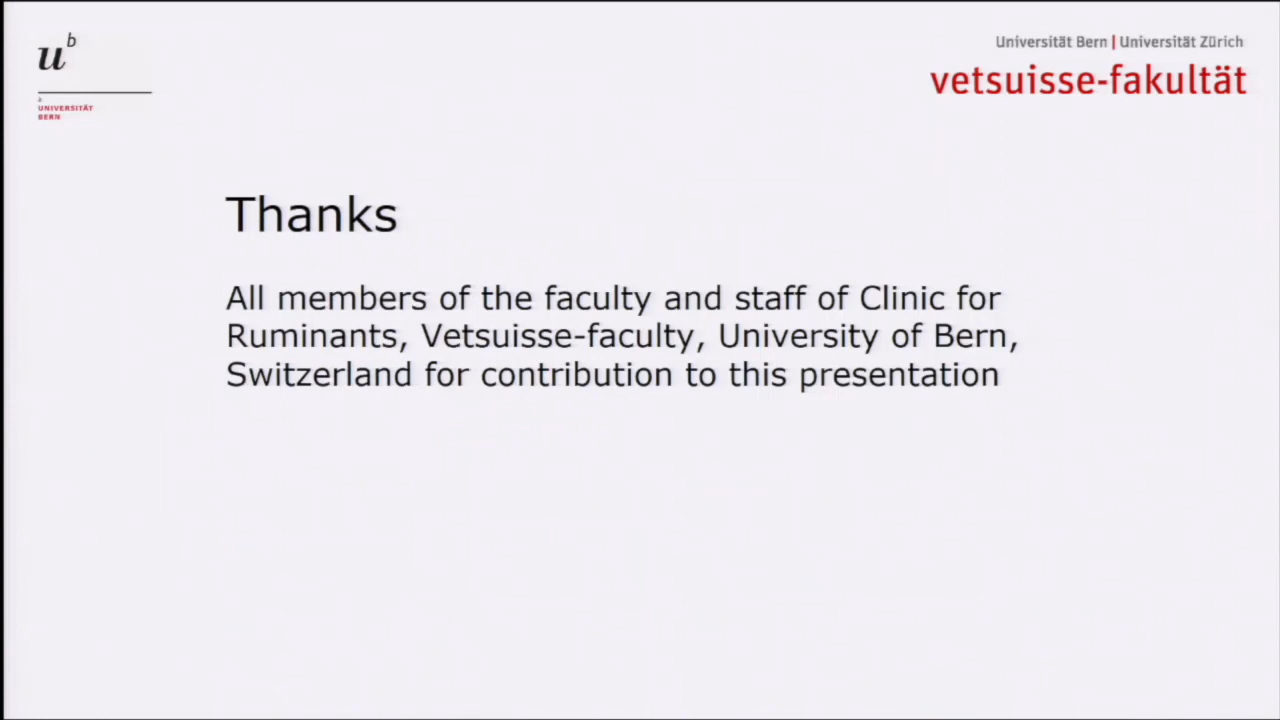 u^b
b
UNIVERSITÄT
BERN
Universität Bern | Universität Zürich
vetsuisse-fakultät
Thanks
All members of the faculty and staff of Clinic for
Ruminants, Vetsuisse-faculty, University of Bern,
Switzerland for contribution to this presentation